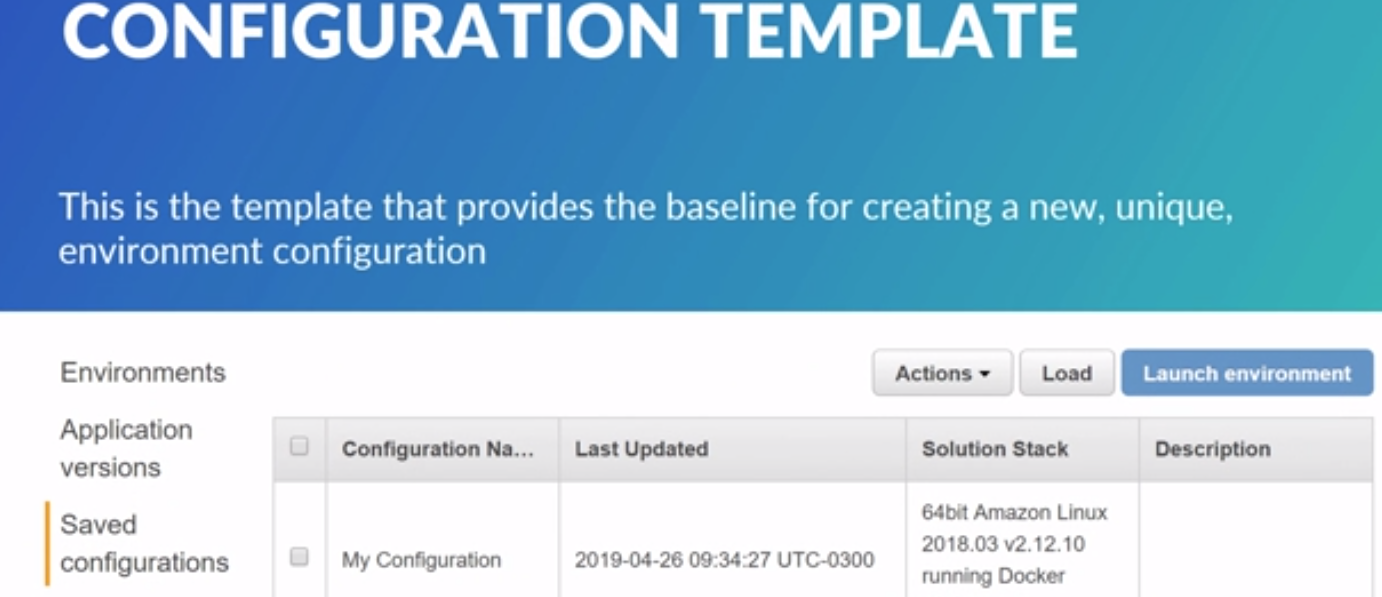 CONFIGURATION TEMPLATE
This is the template that provides the baseline for creating a new, unique,
environment configuration
Environments
Application
versions
Saved
configurations
Actions
Load
Launch environment
Configuration Na...
Last Updated
Solution Stack
Description
My Configuration
2019-04-26 09:34:27 UTC-0300
64bit Amazon Linux
2018.03 v2.12.10
running Docker